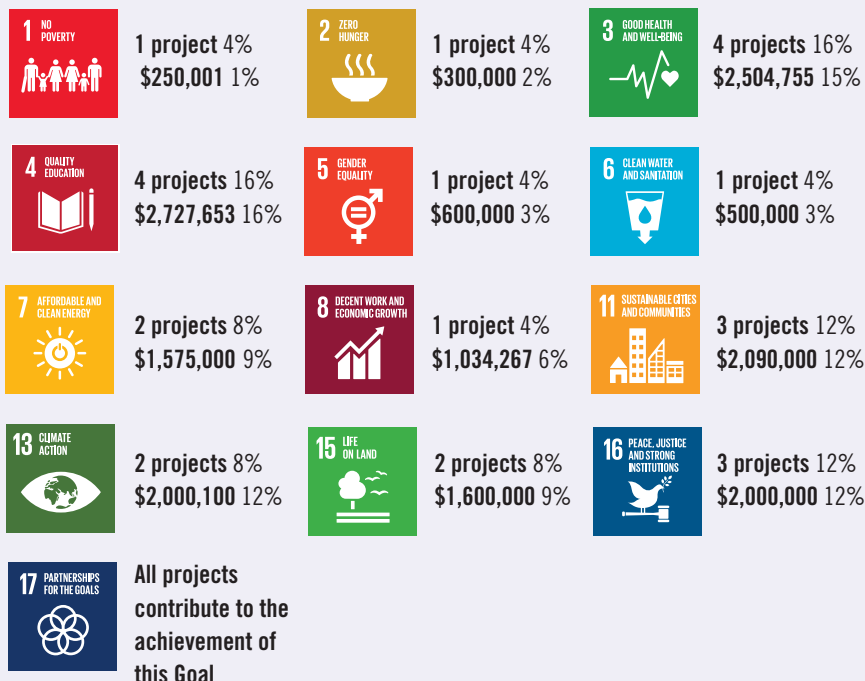 1 NO POVERTY
1 project 4%
$250,001 1%
2 ZERO HUNGER
1 project 4%
$300,000 2%
3 GOOD HEALTH AND WELL-BEING
4 projects 16%
$2,504,755 15%
4 QUALITY EDUCATION
4 projects 16%
$2,727,653 16%
5 GENDER EQUALITY
1 project 4%
$600,000 3%
6 CLEAN WATER AND SANITATION
1 project 4%
$500,000 3%
7 AFFORDABLE AND CLEAN ENERGY
2 projects 8%
$1,575,000 9%
8 DECENT WORK AND ECONOMIC GROWTH
1 project 4%
$1,034,267 6%
11 SUSTAINABLE CITIES AND COMMUNITIES
3 projects 12%
$2,090,000 12%
13 CLIMATE ACTION
2 projects 8%
$2,000,100 12%
15 LIFE ON LAND
2 projects 8%
$1,600,000 9%
16 PEACE, JUSTICE AND STRONG INSTITUTIONS
3 projects 12%
$2,000,000 12%
17 PARTNERSHIPS FOR THE GOALS
All projects
contribute to the
achievement of
this Goal